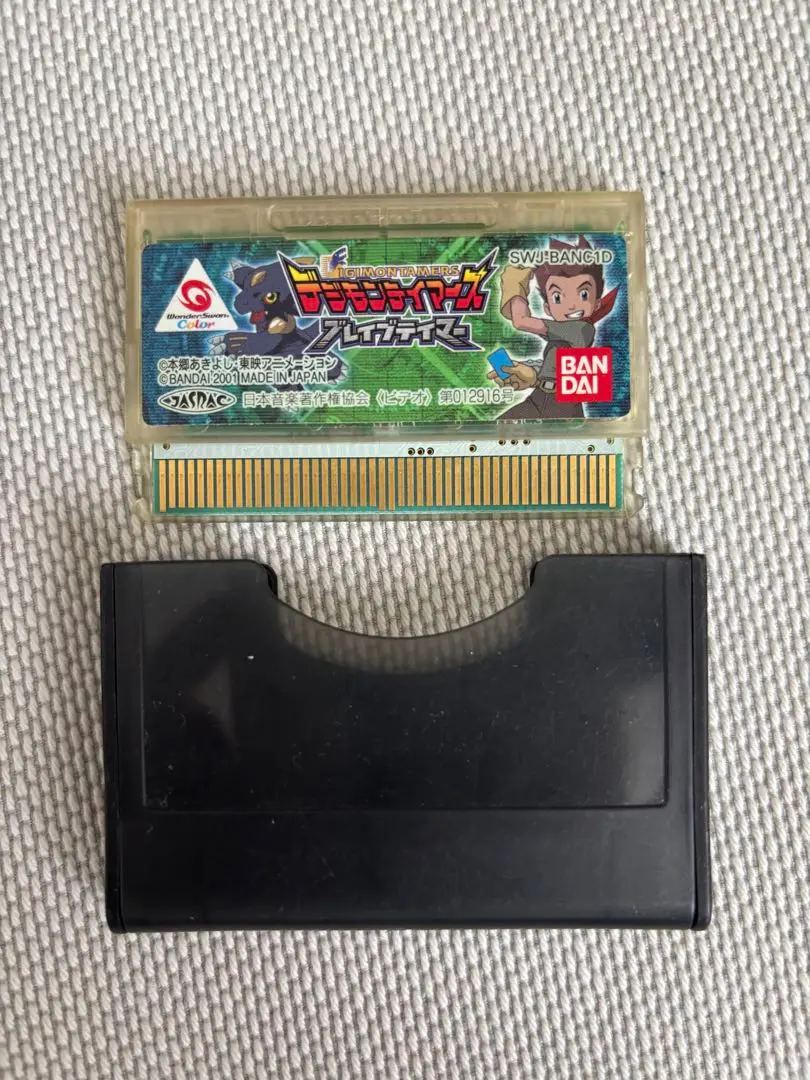 SWJ-BANC1D
DIGIMONTAMERS
デジモンテイマーズ
ブレイブテイマー
WonderSwan
Color
©本郷あきよし・東映アニメーション
©BANDAI 2001 MADE IN JAPAN
BAN
DAI
JASRAC 日本音楽著作権協会〈ビデオ〉第012916号